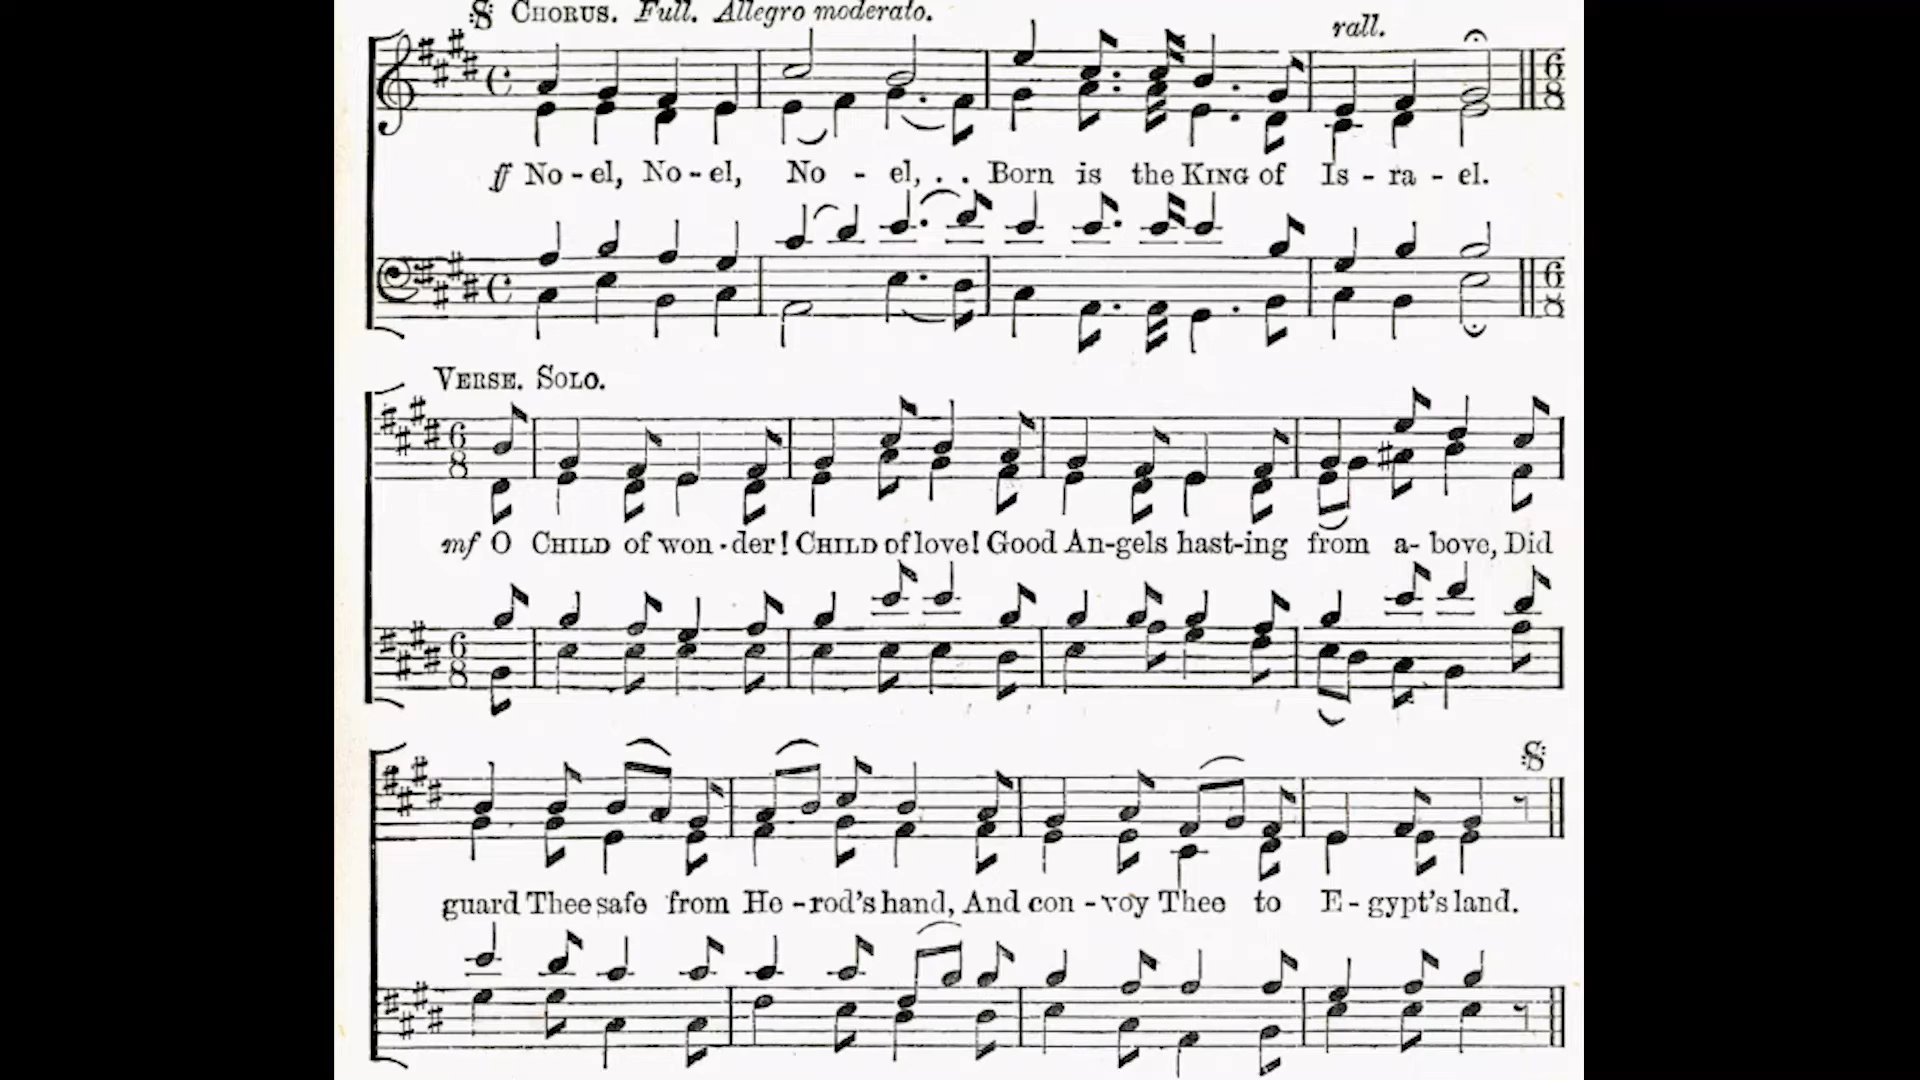 CHORUS. Full. Allegro moderato.
rall.
ff No - el, No - el, No - el, . . Born is the KING of Is - ra - el.
VERSE. SOLO.
mf O CHILD of won - der! CHILD of love! Good An-gels hast-ing from a- bove, Did
guard Thee safe from He - rod's hand, And con - voy Thee to E - gypt's land.